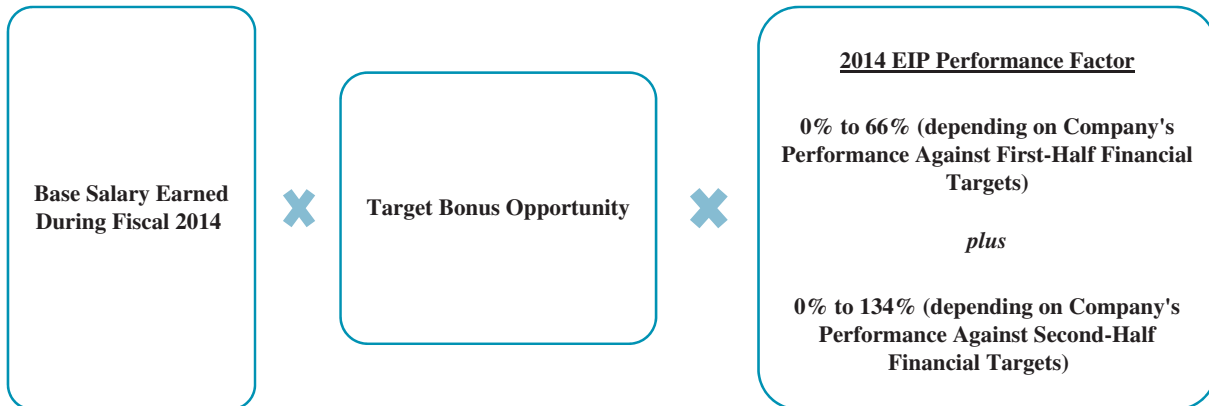 Base Salary Earned
During Fiscal 2014
Target Bonus Opportunity
2014 EIP Performance Factor
0% to 66% (depending on Company's
Performance Against First-Half Financial
Targets)
plus
0% to 134% (depending on Company's
Performance Against Second-Half
Financial Targets)